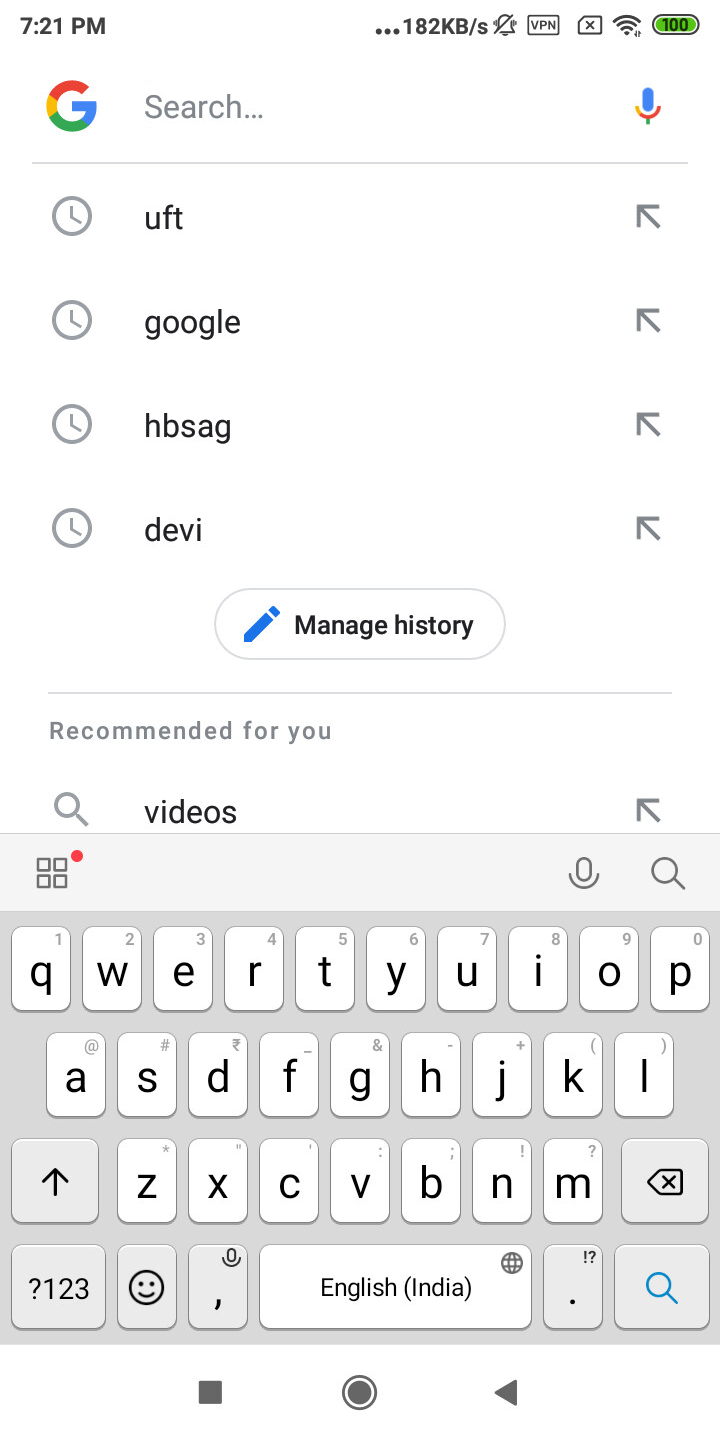 7:21 PM ...182KB/s VPN 100
Search...
uft
google
hbsag
devi
Manage history
Recommended for you
videos
1 2 3 4 5 6 7 8 9 0
q w e r t y u i o p
@ # ₹ _ & - + ( )
a s d f g h j k l
* " ' : ; ! ?
z x c v b n m
!?
?123 , English (India) .